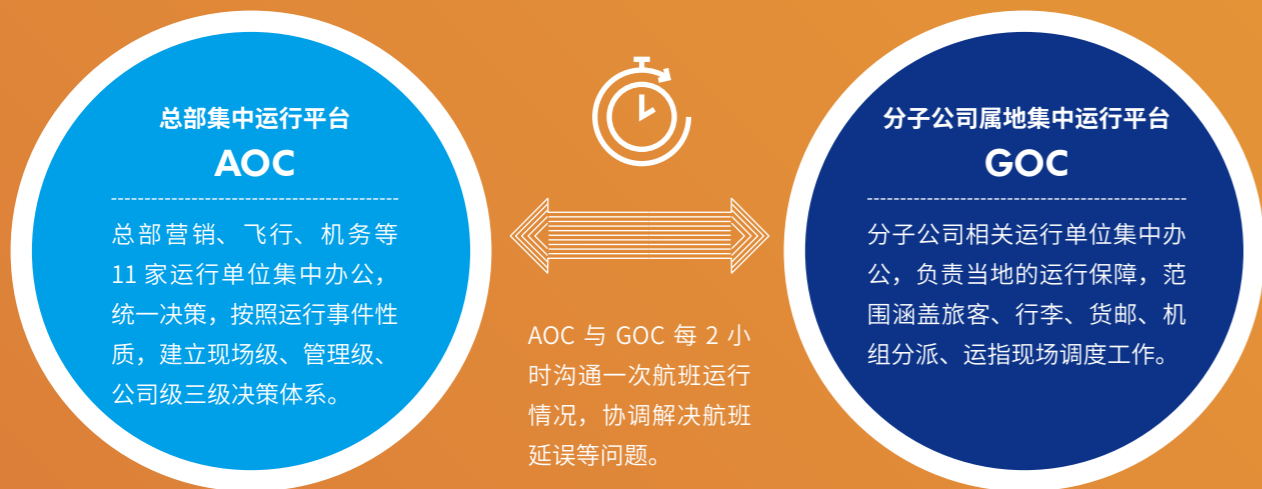 总部集中运行平台
AOC
总部营销、飞行、机务等
11 家运行单位集中办公，
统一决策，按照运行事件性
质，建立现场级、管理级、
公司级三级决策体系。
AOC 与 GOC 每 2 小
时沟通一次航班运行
情况，协调解决航班
延误等问题。
分子公司属地集中运行平台
GOC
分子公司相关运行单位集中办
公，负责当地的运行保障，范
围涵盖旅客、行李、货邮、机
组分派、运指现场调度工作。